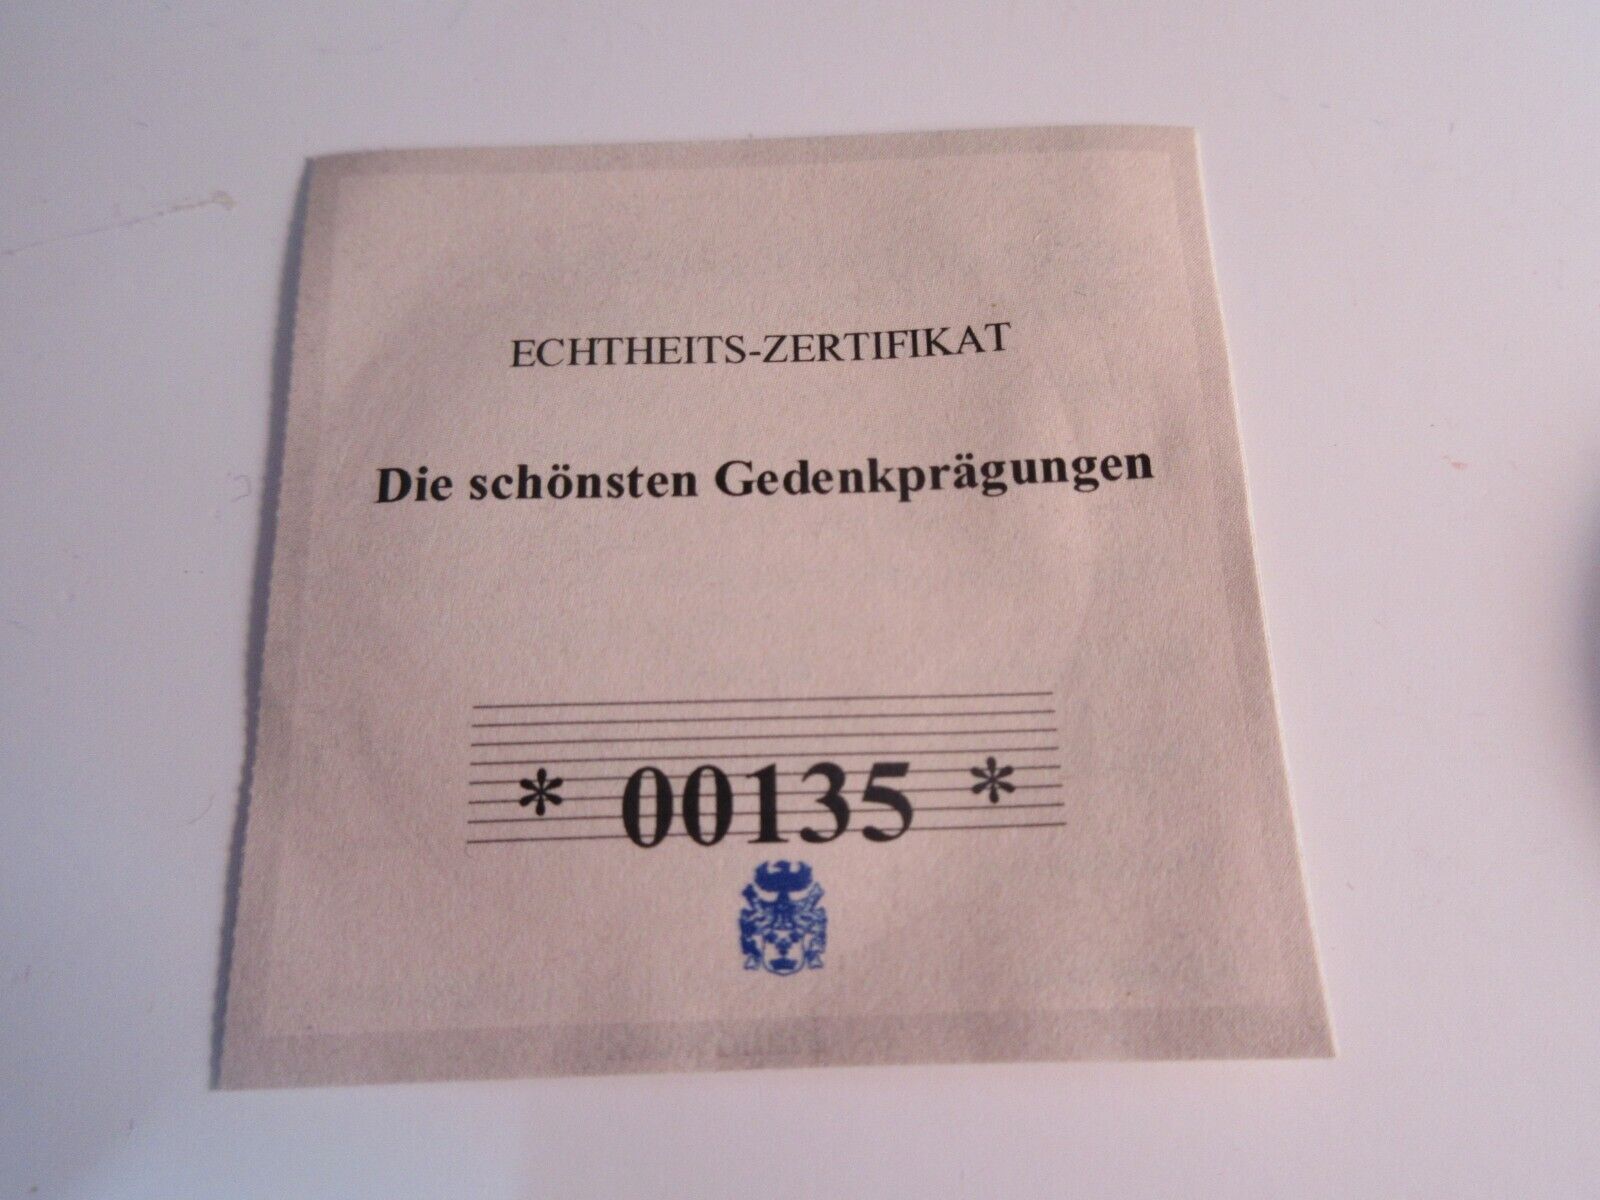 ECHTHEITS-ZERTIFIKAT
Die schönsten Gedenkprägungen
* 00135 *